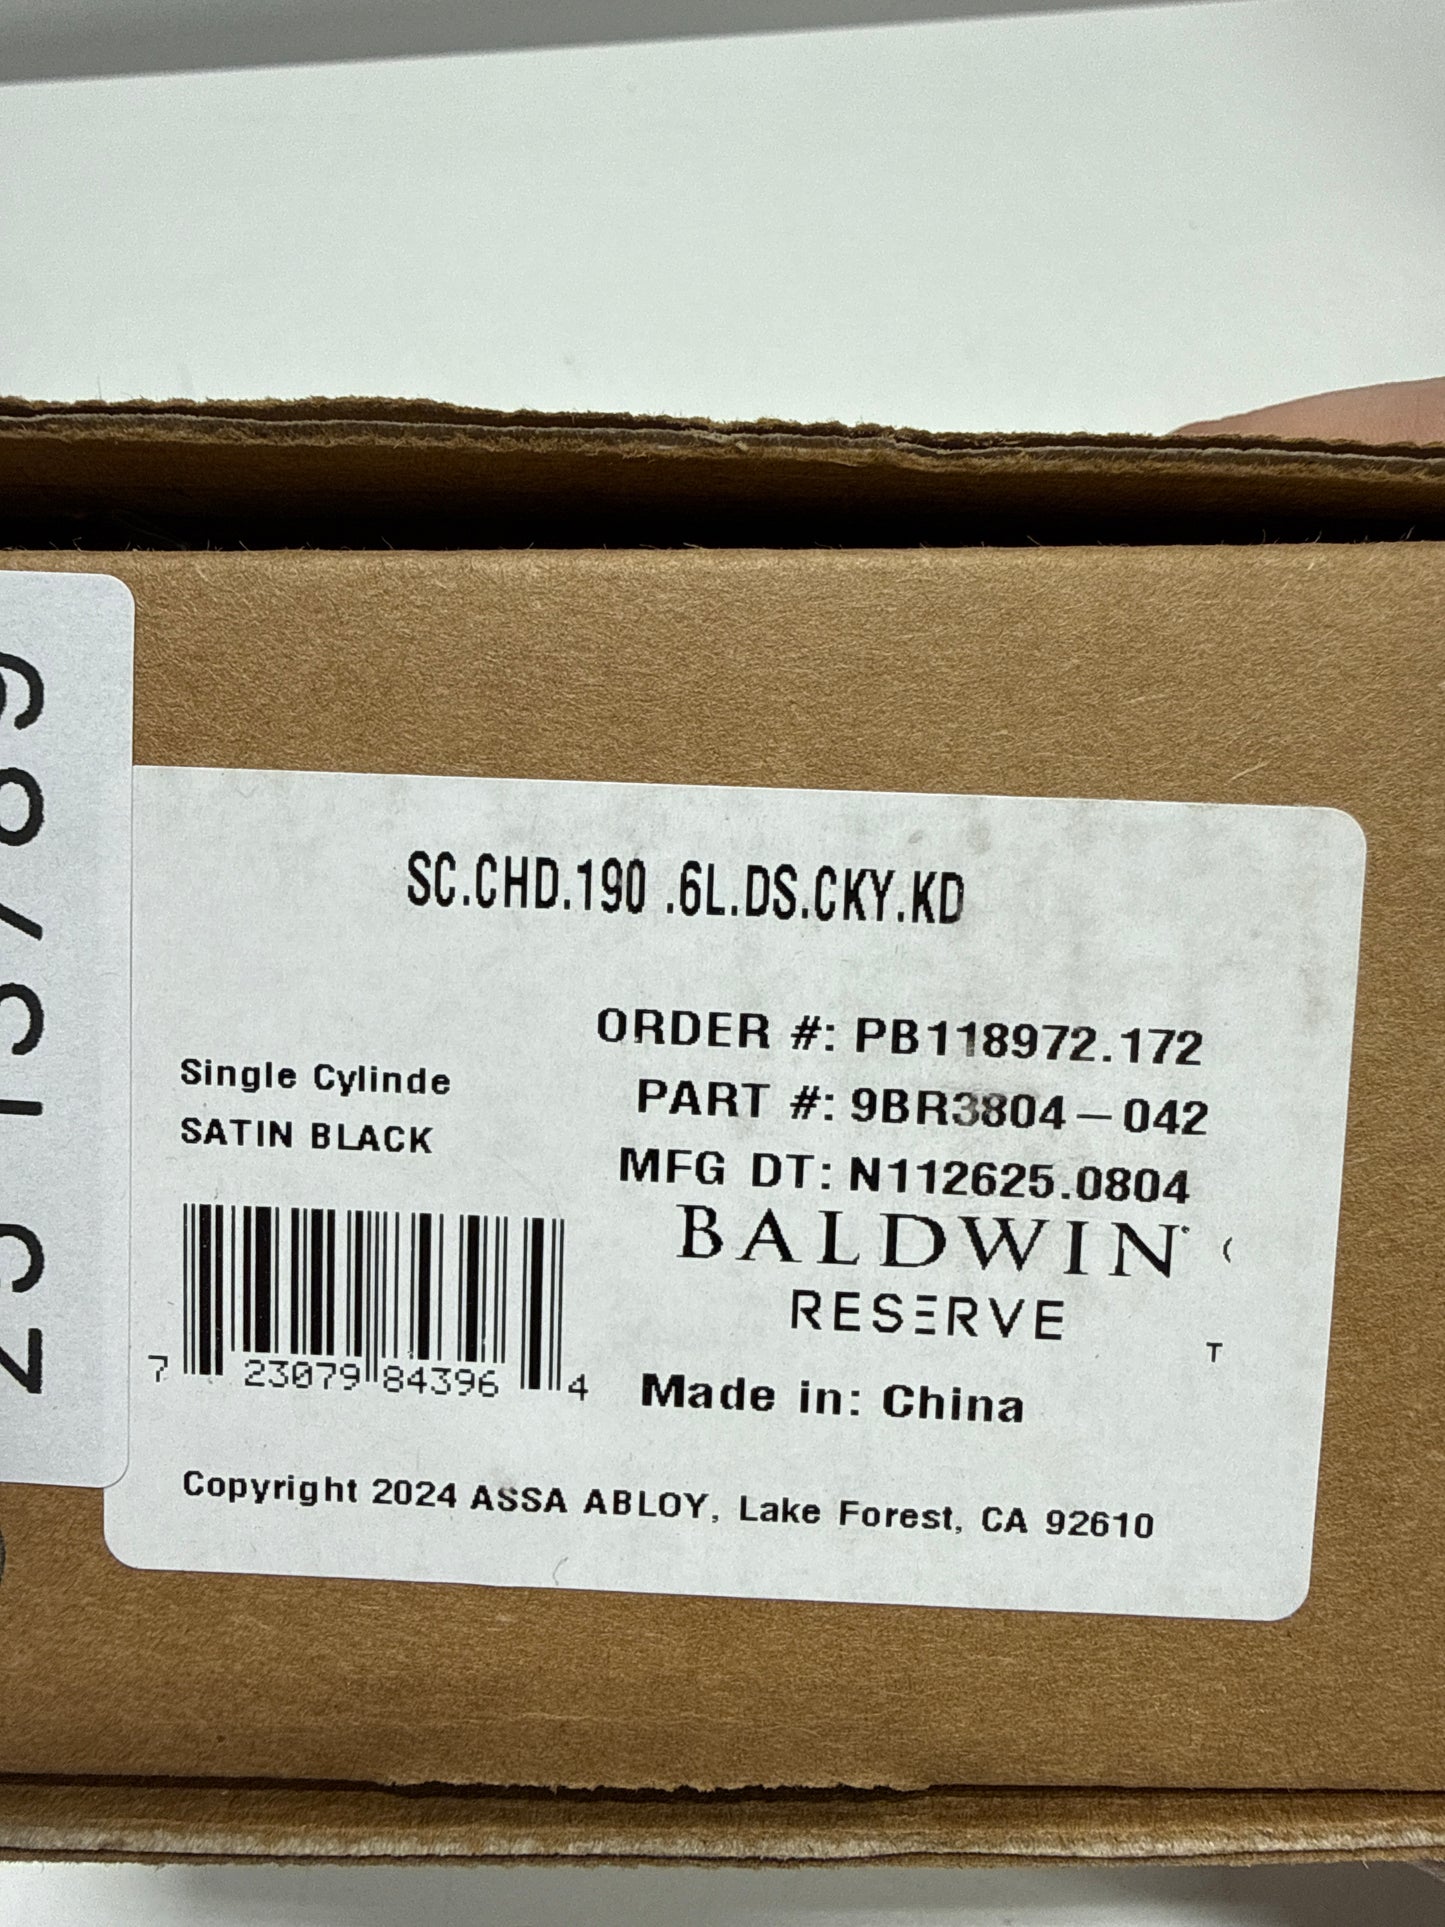 SC.CHD.190 .6L.DS.CKY.KD
ORDER #: PB118972.172
Single Cylinde
PART #: 9BR3804-042
SATIN BLACK
MFG DT: N112625.0804
BALDWIN
RESERVE
T
7 23079 84396 4
Made in: China
Copyright 2024 ASSA ABLOY, Lake Forest, CA 92610